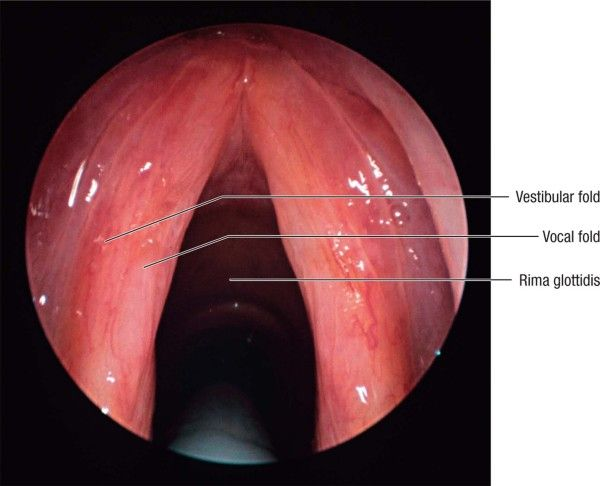 Vestibular fold
Vocal fold
Rima glottidis